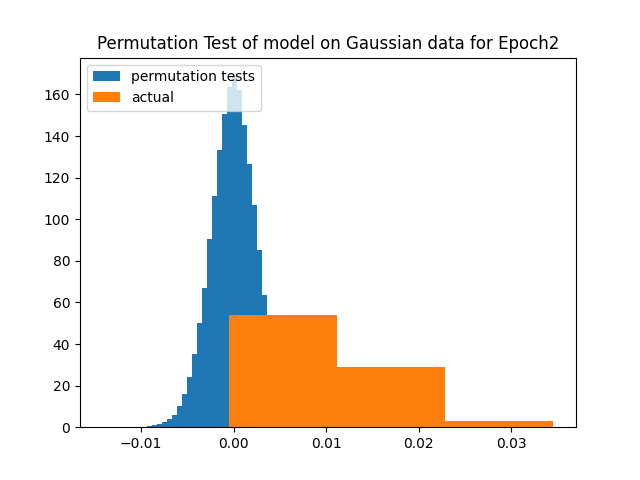 Permutation Test of model on Gaussian data for Epoch2
permutation tests
actual
160
140
120
100
80
60
40
20
0
−0.01 0.00 0.01 0.02 0.03